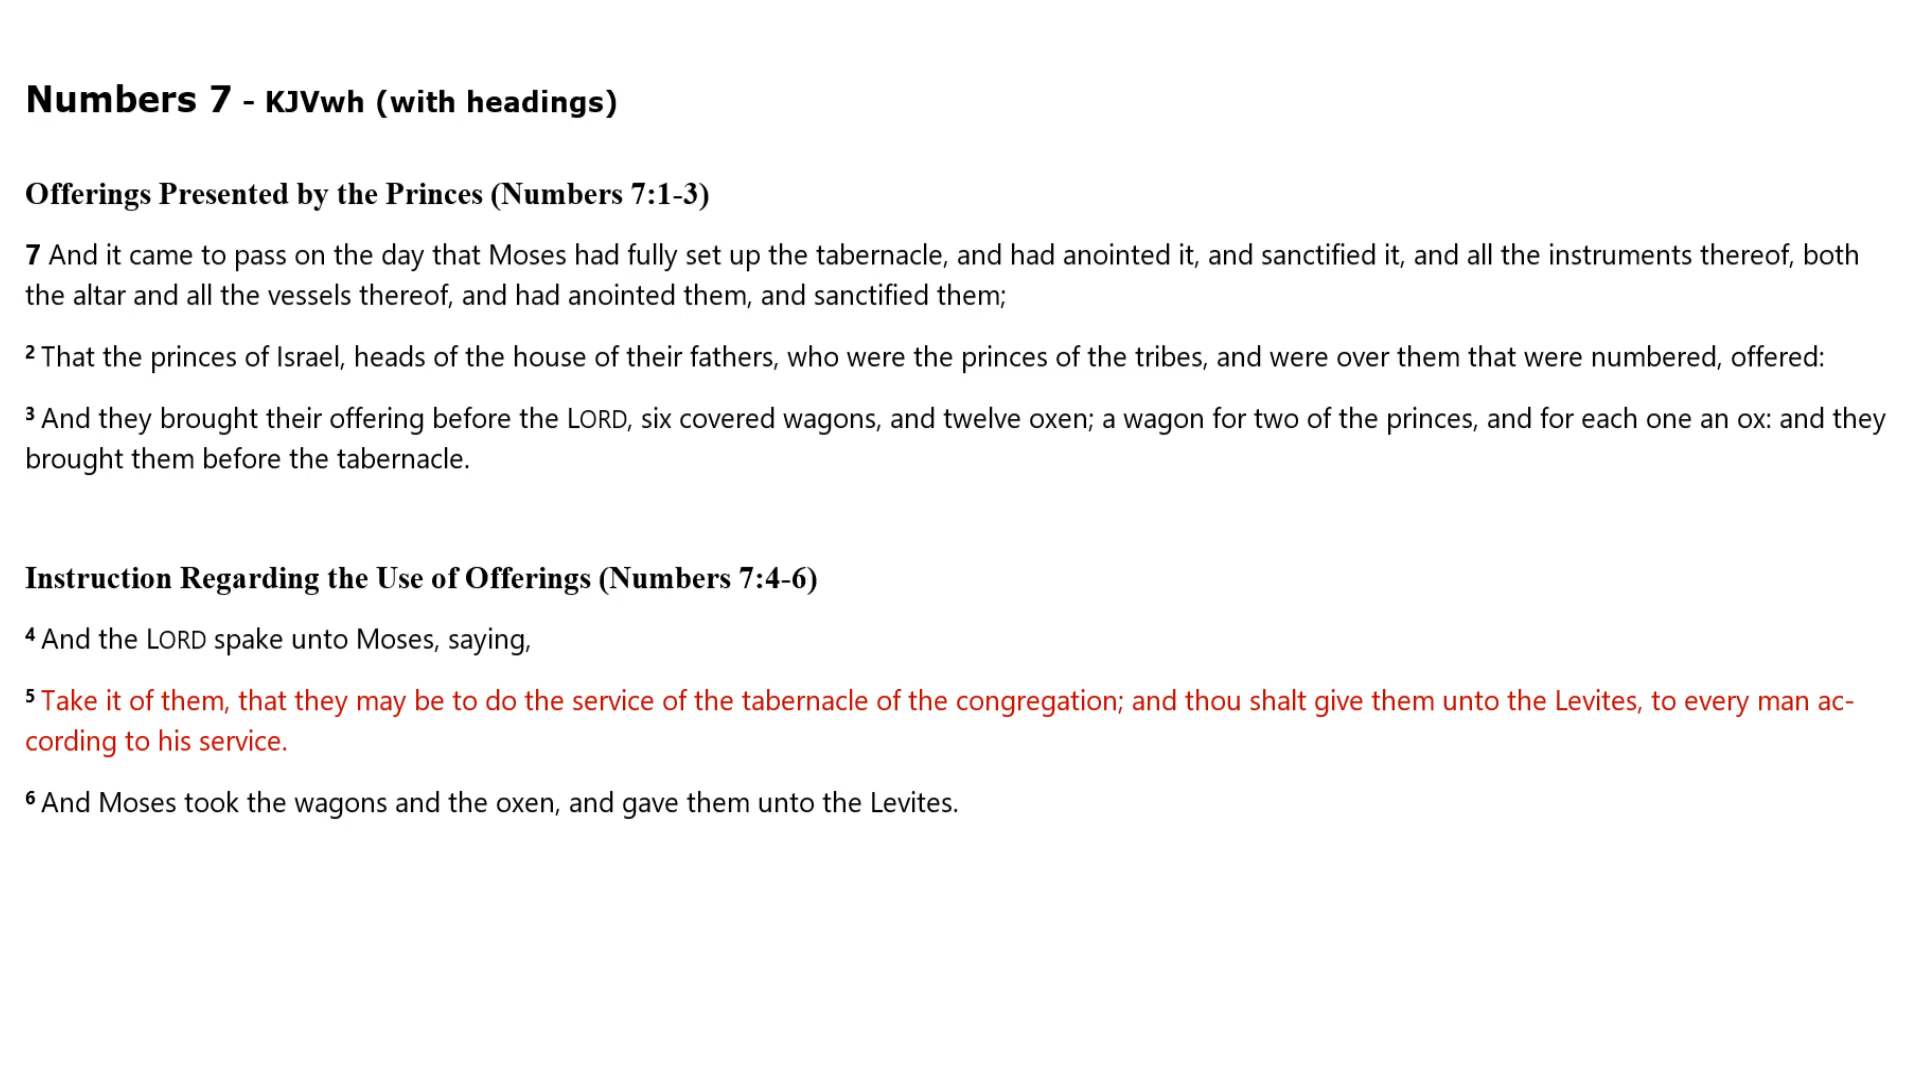 Numbers 7 - KJVwh (with headings)
Offerings Presented by the Princes (Numbers 7:1-3)
7 And it came to pass on the day that Moses had fully set up the tabernacle, and had anointed it, and sanctified it, and all the instruments thereof, both
the altar and all the vessels thereof, and had anointed them, and sanctified them;
2 That the princes of Israel, heads of the house of their fathers, who were the princes of the tribes, and were over them that were numbered, offered:
3 And they brought their offering before the LORD, six covered wagons, and twelve oxen; a wagon for two of the princes, and for each one an ox: and they
brought them before the tabernacle.
Instruction Regarding the Use of Offerings (Numbers 7:4-6)
4 And the LORD spake unto Moses, saying,
5 Take it of them, that they may be to do the service of the tabernacle of the congregation; and thou shalt give them unto the Levites, to every man ac-
cording to his service.
6 And Moses took the wagons and the oxen, and gave them unto the Levites.